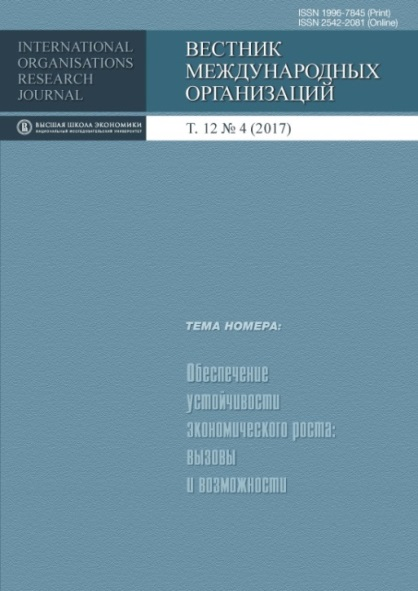 ISSN 1996-7845 (Print)
ISSN 2542-2081 (Online)
INTERNATIONAL
ORGANISATIONS
RESEARCH
JOURNAL
ВЕСТНИК
МЕЖДУНАРОДНЫХ
ОРГАНИЗАЦИЙ
ВЫСШАЯ ШКОЛА ЭКОНОМИКИ
НАЦИОНАЛЬНЫЙ ИССЛЕДОВАТЕЛЬСКИЙ УНИВЕРСИТЕТ
Т. 12 № 4 (2017)
ТЕМА НОМЕРА:
Обеспечение
устойчивости
экономического роста:
вызовы
и возможности